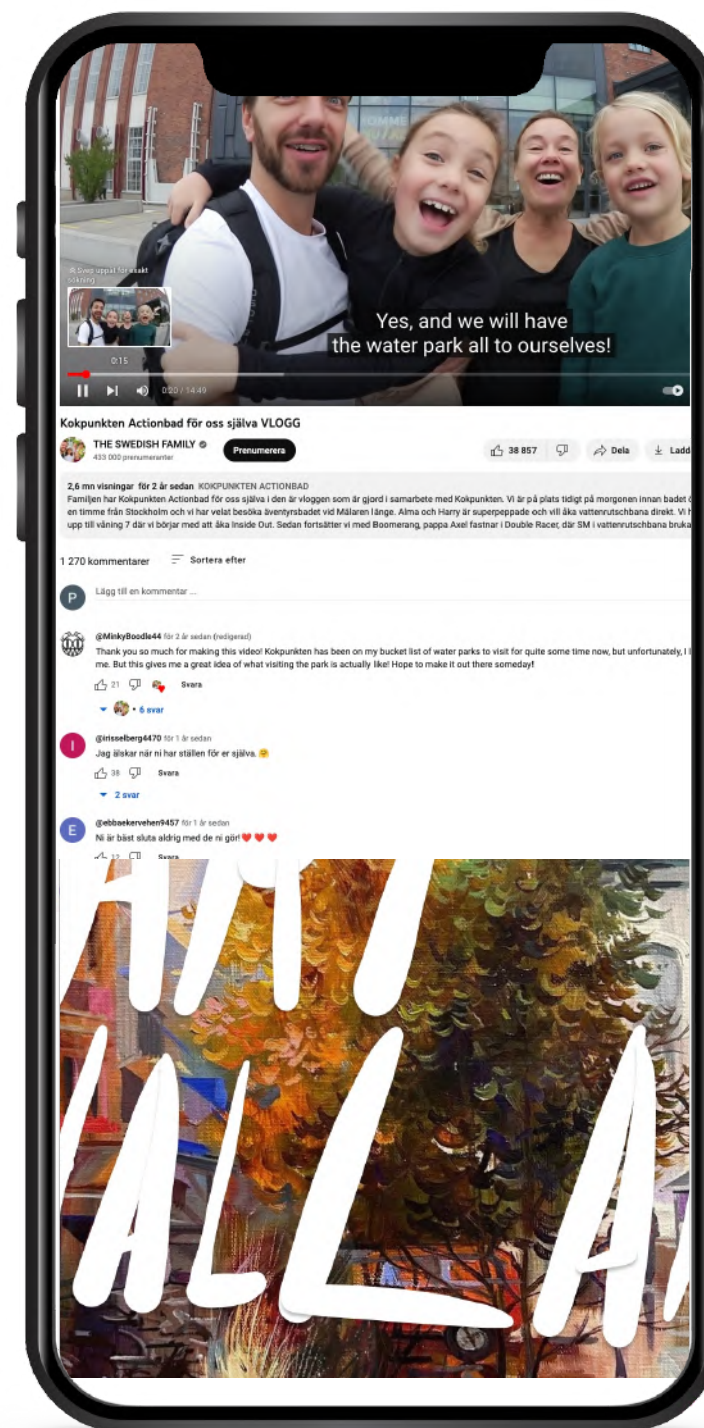 HOMME
Svep uppåt för exakt
sökning
0:15
Yes, and we will have
the water park all to ourselves!
0:20 / 14:49
Kokpunkten Actionbad för oss själva VLOGG
THE SWEDISH FAMILY
433 000 prenumeranter
Prenumerera
38 857
Dela
Ladd
2,6 mn visningar för 2 år sedan KOKPUNKTEN ACTIONBAD
Familjen har Kokpunkten Actionbad för oss själva i den är vloggen som är gjord i samarbete med Kokpunkten. Vi är på plats tidigt på morgonen innan badet
en timme från Stockholm och vi har velat besöka äventyrsbadet vid Mälaren länge. Alma och Harry är superpeppade och vill åka vattenrutschbana direkt. Vi
upp till våning 7 där vi börjar med att åka Inside Out. Sedan fortsätter vi med Boomerang, pappa Axel fastnar i Double Racer, där SM i vattenrutschbana bruka
1 270 kommentarer
Sortera efter
P
Lägg till en kommentar ...
@MinkyBoodle44 för 2 år sedan (redigerad)
Thank you so much for making this video! Kokpunkten has been on my bucket list of water parks to visit for quite some time now, but unfortunately, I
me. But this gives me a great idea of what visiting the park is actually like! Hope to make it out there someday!
21
Svara
• 6 svar
I
@irisselberg4470 för 1 år sedan
Jag älskar när ni har ställen för er själva. 🤗
38
Svara
2 svar
E
@ebbaekervehen9457 för 1 år sedan
Ni är bäst sluta aldrig med de ni gör!❤️ ❤️ ❤️
12
Svara
ALL A